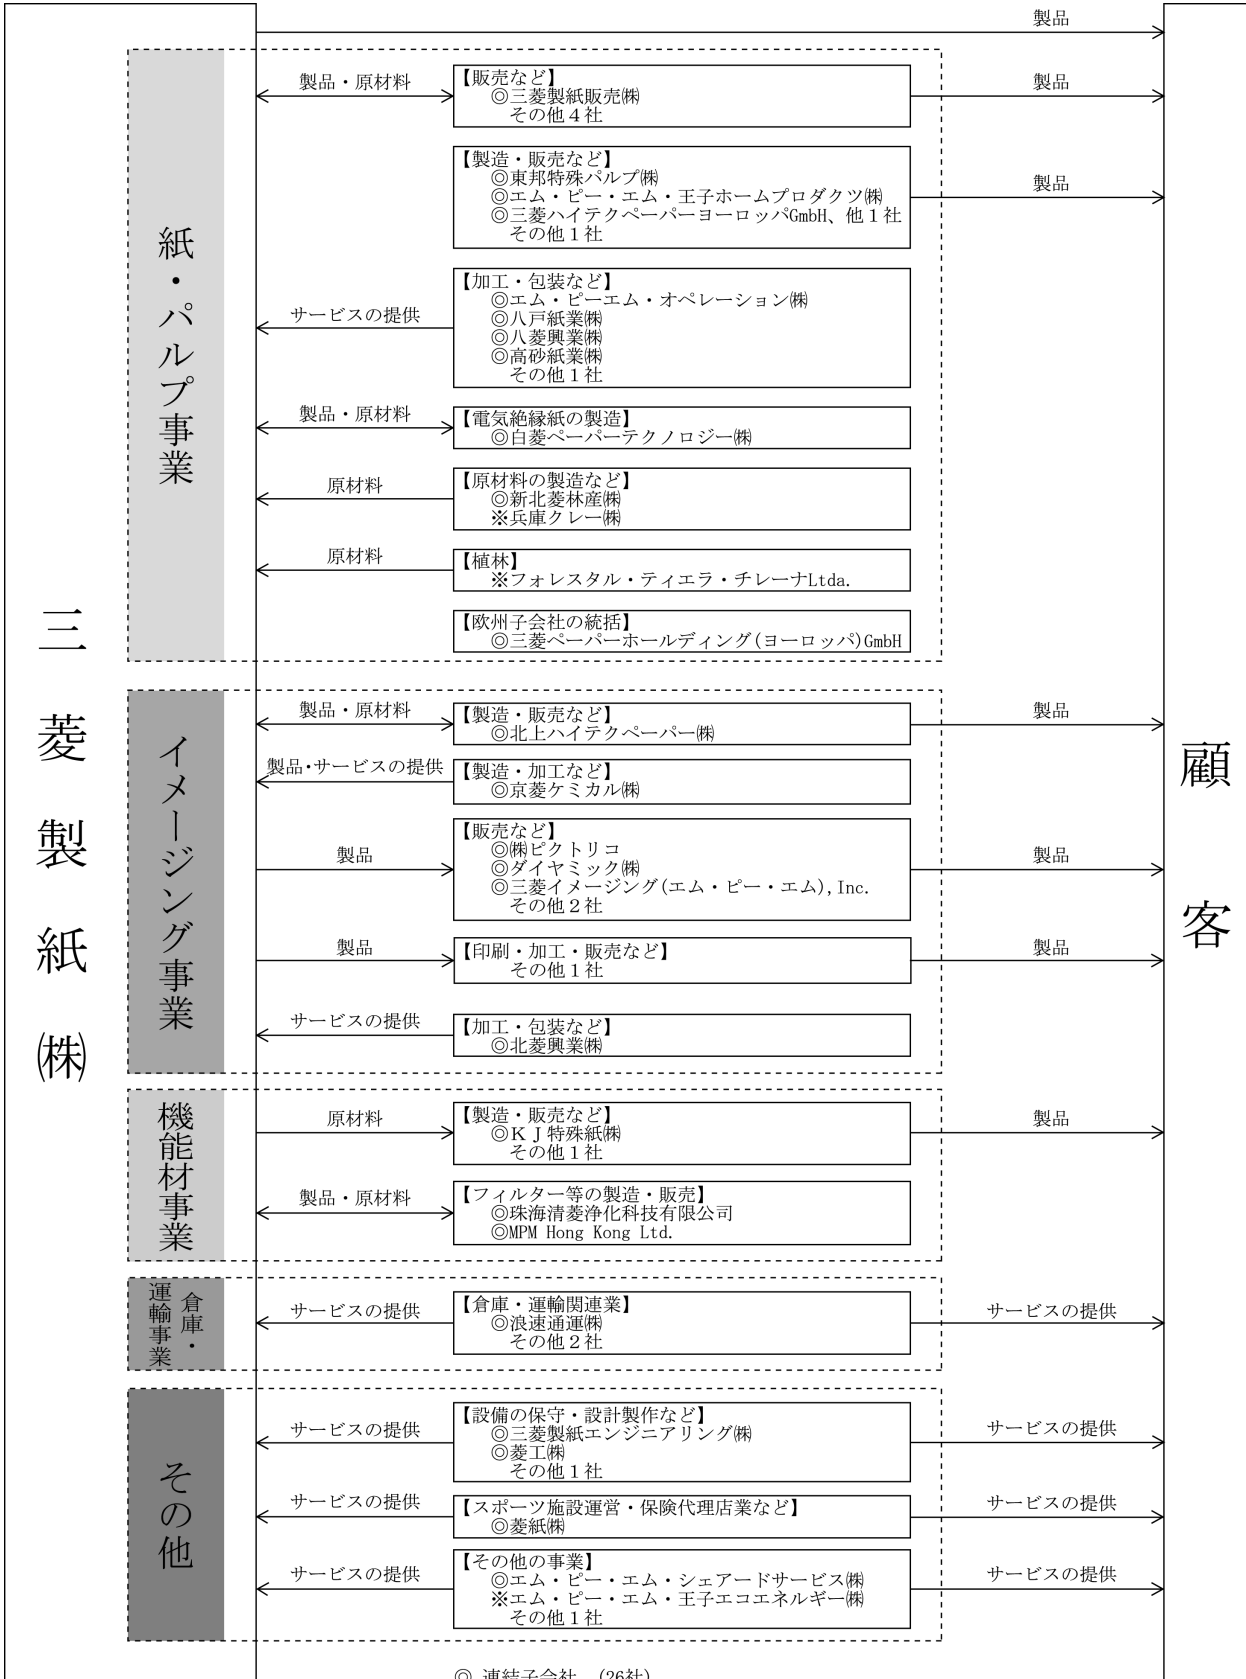 三菱製紙㈱
顧客
製品
紙・パルプ事業
製品・原材料
【販売など】
◎三菱製紙販売㈱
その他４社
製品
【製造・販売など】
◎東邦特殊パルプ㈱
◎エム・ピー・エム・王子ホームプロダクツ㈱
◎三菱ハイテクペーパーヨーロッパGmbH、他１社
その他１社
製品
サービスの提供
【加工・包装など】
◎エム・ピーエム・オペレーション㈱
◎八戸紙業㈱
◎八菱興業㈱
◎高砂紙業㈱
その他１社
製品・原材料
【電気絶縁紙の製造】
◎白菱ペーパーテクノロジー㈱
原材料
【原材料の製造など】
◎新北菱林産㈱
※兵庫クレー㈱
原材料
【植林】
※フォレスタル・ティエラ・チレーナLtda.
【欧州子会社の統括】
◎三菱ペーパーホールディング(ヨーロッパ)GmbH
イメージング事業
製品・原材料
【製造・販売など】
◎北上ハイテクペーパー㈱
製品
製品･サービスの提供
【製造・加工など】
◎京菱ケミカル㈱
製品
【販売など】
◎㈱ピクトリコ
◎ダイヤミック㈱
◎三菱イメージング(エム・ピー・エム),Inc.
その他２社
製品
製品
【印刷・加工・販売など】
その他１社
製品
サービスの提供
【加工・包装など】
◎北菱興業㈱
機能材事業
原材料
【製造・販売など】
◎ＫＪ特殊紙㈱
その他１社
製品
製品・原材料
【フィルター等の製造・販売】
◎珠海清菱浄化科技有限公司
◎MPM Hong Kong Ltd.
倉庫・
運輸事業
サービスの提供
【倉庫・運輸関連業】
◎浪速通運㈱
その他２社
サービスの提供
その他
サービスの提供
【設備の保守・設計製作など】
◎三菱製紙エンジニアリング㈱
◎菱工㈱
その他１社
サービスの提供
サービスの提供
【スポーツ施設運営・保険代理店業など】
◎菱紙㈱
サービスの提供
サービスの提供
【その他の事業】
◎エム・ピー・エム・シェアードサービス㈱
※エム・ピー・エム・王子エコエネルギー㈱
その他１社
サービスの提供
◎ 連結子会社 (26社)